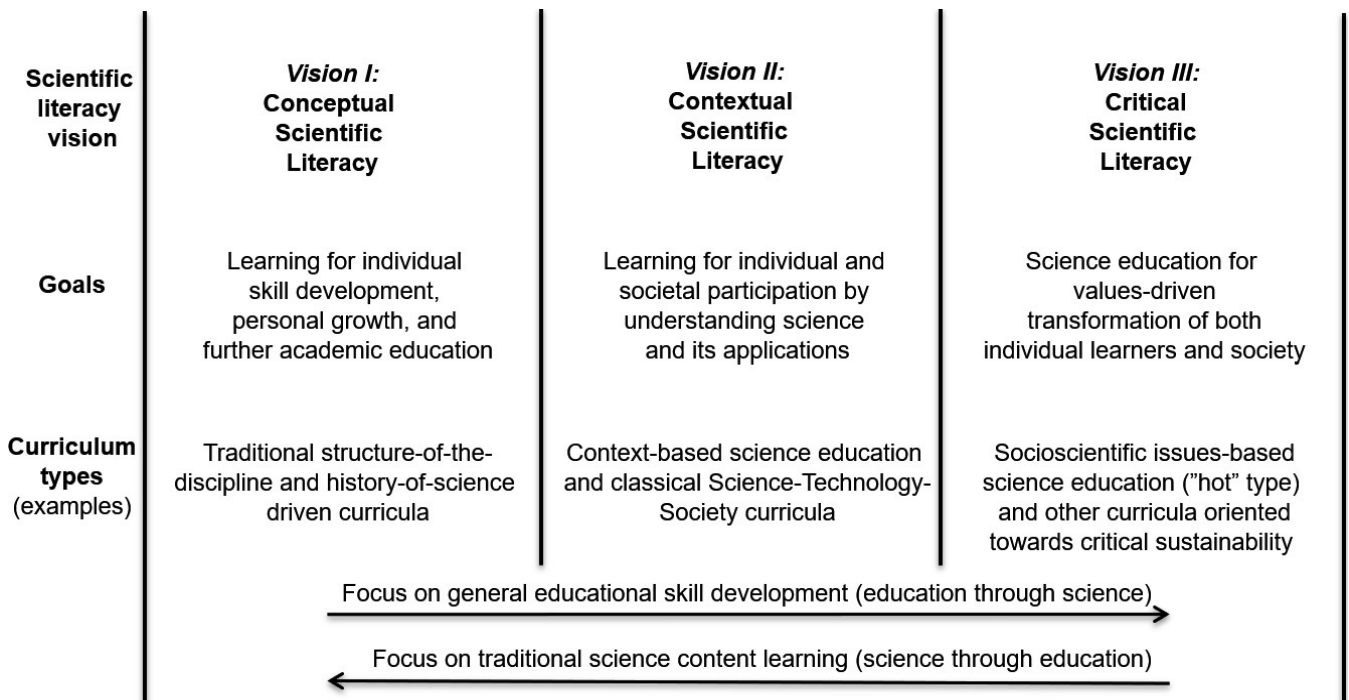 Scientific
literacy
vision
Vision I:
Conceptual
Scientific
Literacy
Vision II:
Contextual
Scientific
Literacy
Vision III:
Critical
Scientific
Literacy
Goals
Learning for individual
skill development,
personal growth, and
further academic education
Learning for individual and
societal participation by
understanding science
and its applications
Science education for
values-driven
transformation of both
individual learners and society
Curriculum
types
(examples)
Traditional structure-of-the-
discipline and history-of-science
driven curricula
Context-based science education
and classical Science-Technology-
Society curricula
Socioscientific issues-based
science education (”hot” type)
and other curricula oriented
towards critical sustainability
Focus on general educational skill development (education through science)
Focus on traditional science content learning (science through education)